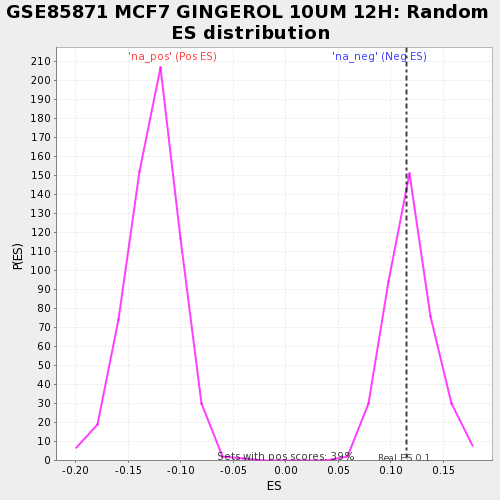 GSE85871 MCF7 GINGEROL 10UM 12H: Random
ES distribution
'na_pos' (Pos ES)
'na_neg' (Neg ES)
210
200
190
180
170
160
150
140
130
120
110
100
90
80
70
60
50
40
30
20
10
0
P(ES)
Sets with pos scores: 39%
Real ES 0.1
-0.20 -0.15 -0.10 -0.05 0.00 0.05 0.10 0.15
ES